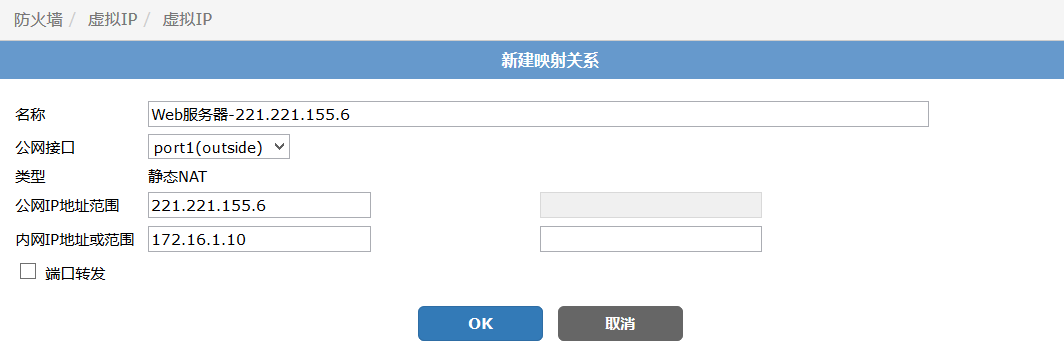 防火墙 / 虚拟IP / 虚拟IP
新建映射关系
名称 Web服务器-221.221.155.6
公网接口 port1(outside)
类型 静态NAT
公网IP地址范围 221.221.155.6
内网IP地址或范围 172.16.1.10
端口转发
OK 取消